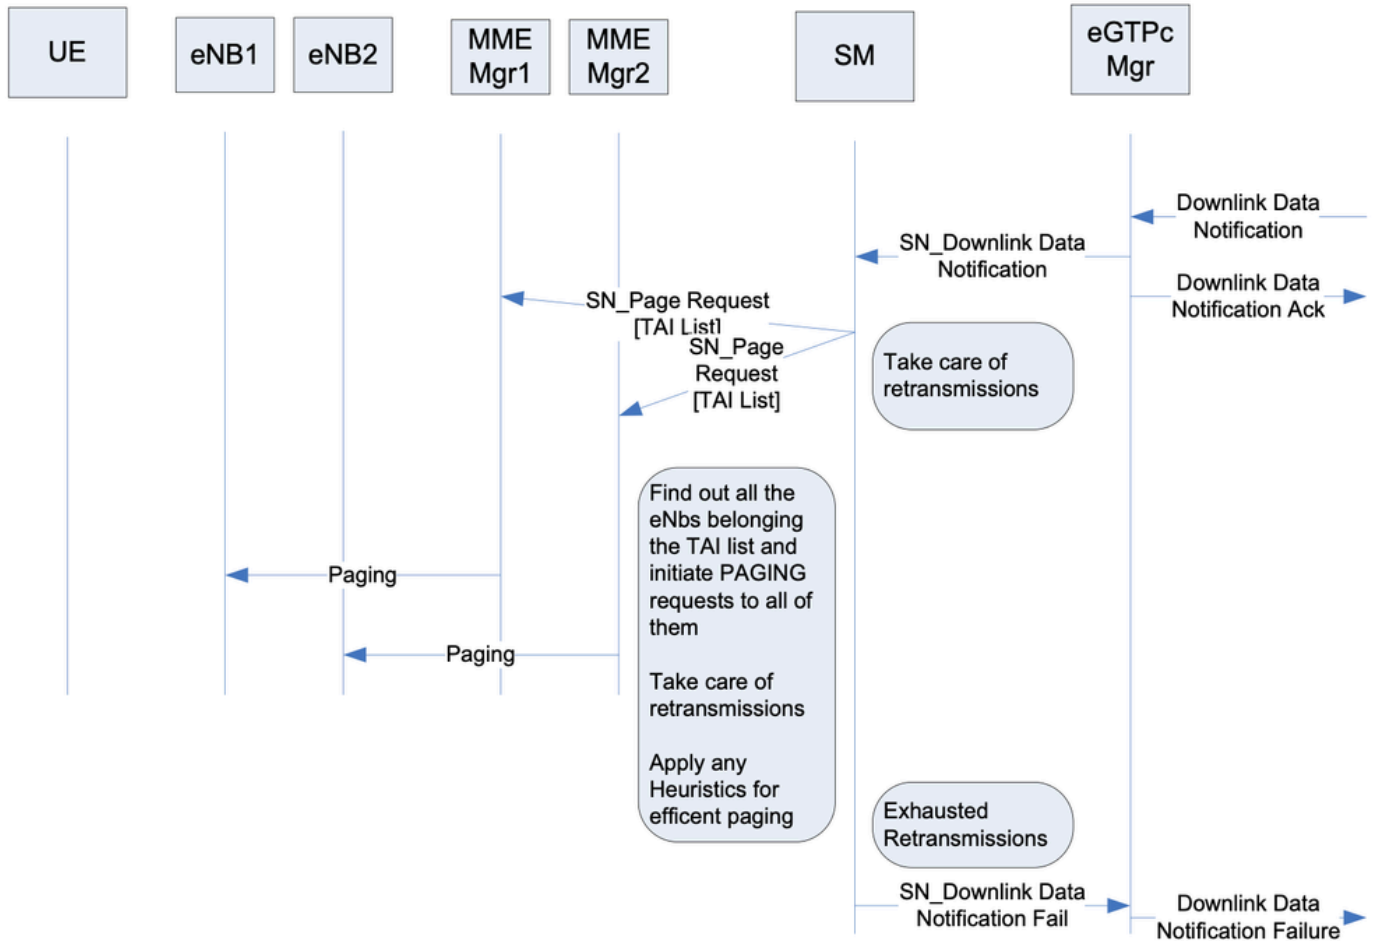 UE
eNB1
eNB2
MME
Mgr1
MME
Mgr2
SM
eGTPc
Mgr
Downlink Data
Notification
SN_Downlink Data
Notification
Downlink Data
Notification Ack
SN_Page Request
[TAI List]
SN_Page
Request
[TAI List]
Take care of
retransmissions
Find out all the
eNbs belonging
the TAI list and
initiate PAGING
requests to all of
them
Take care of
retransmissions
Apply any
Heuristics for
efficent paging
Paging
Paging
Exhausted
Retransmissions
SN_Downlink Data
Notification Fail
Downlink Data
Notification Failure